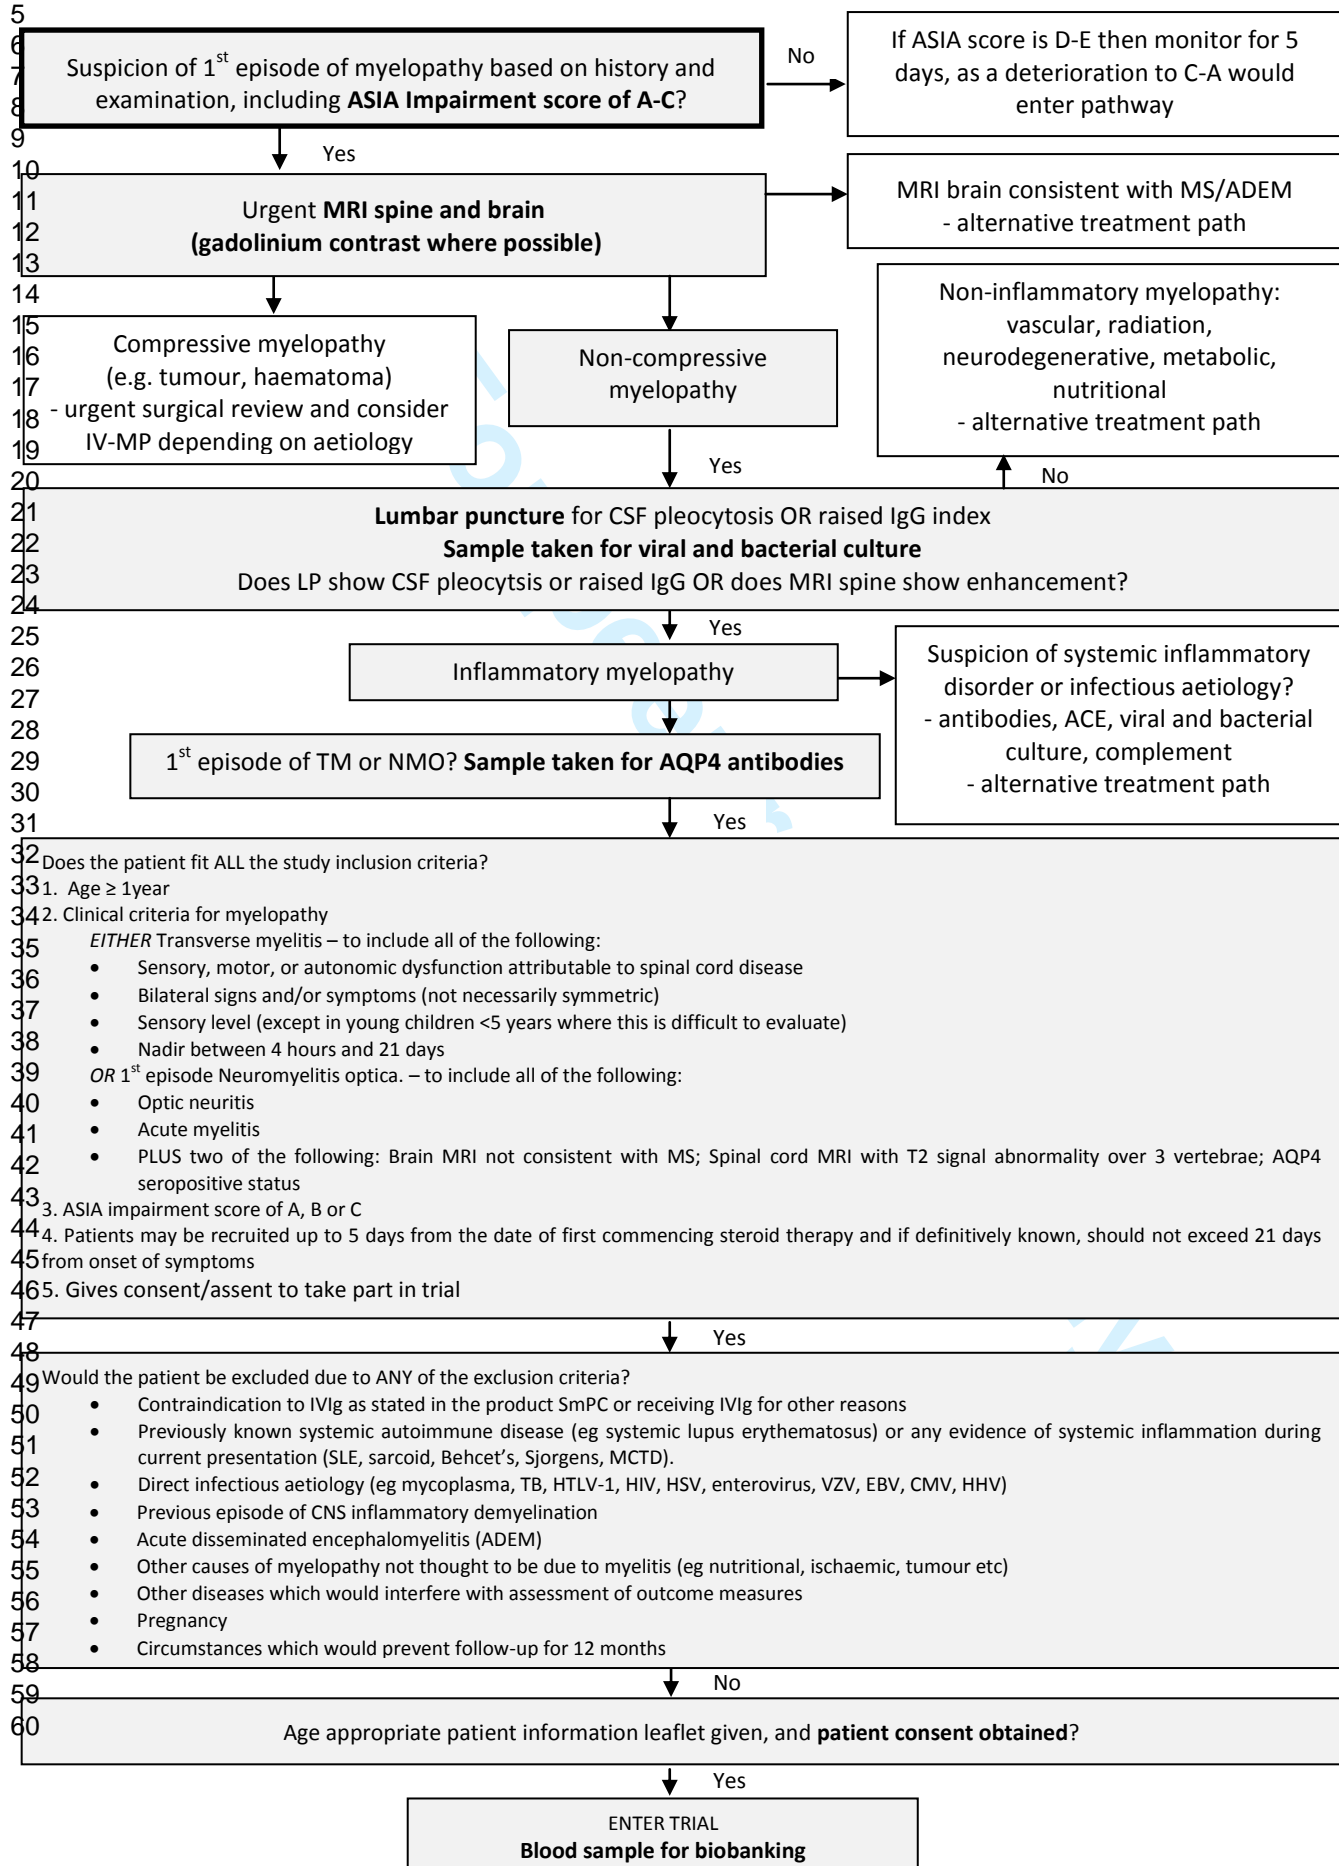 5
6
7
8
9
10
11
12
13
14
15
16
17
18
19
20
21
22
23
24
25
26
27
28
29
30
31
32
33
34
35
36
37
38
39
40
41
42
43
44
45
46
47
48
49
50
51
52
53
54
55
56
57
58
59
60
Suspicion of 1st episode of myelopathy based on history and
examination, including ASIA Impairment score of A-C?
No
If ASIA score is D-E then monitor for 5
days, as a deterioration to C-A would
enter pathway
Yes
Urgent MRI spine and brain
(gadolinium contrast where possible)
MRI brain consistent with MS/ADEM
- alternative treatment path
Compressive myelopathy
(e.g. tumour, haematoma)
- urgent surgical review and consider
IV-MP depending on aetiology
Non-compressive
myelopathy
Non-inflammatory myelopathy:
vascular, radiation,
neurodegenerative, metabolic,
nutritional
- alternative treatment path
Yes
No
Lumbar puncture for CSF pleocytosis OR raised IgG index
Sample taken for viral and bacterial culture
Does LP show CSF pleocytsis or raised IgG OR does MRI spine show enhancement?
Yes
Inflammatory myelopathy
Suspicion of systemic inflammatory
disorder or infectious aetiology?
- antibodies, ACE, viral and bacterial
culture, complement
- alternative treatment path
1st episode of TM or NMO? Sample taken for AQP4 antibodies
Yes
Does the patient fit ALL the study inclusion criteria?
1. Age ≥ 1year
2. Clinical criteria for myelopathy
EITHER Transverse myelitis – to include all of the following:
• Sensory, motor, or autonomic dysfunction attributable to spinal cord disease
• Bilateral signs and/or symptoms (not necessarily symmetric)
• Sensory level (except in young children <5 years where this is difficult to evaluate)
• Nadir between 4 hours and 21 days
OR 1st episode Neuromyelitis optica. – to include all of the following:
• Optic neuritis
• Acute myelitis
• PLUS two of the following: Brain MRI not consistent with MS; Spinal cord MRI with T2 signal abnormality over 3 vertebrae; AQP4
seropositive status
3. ASIA impairment score of A, B or C
4. Patients may be recruited up to 5 days from the date of first commencing steroid therapy and if definitively known, should not exceed 21 days
from onset of symptoms
5. Gives consent/assent to take part in trial
Yes
Would the patient be excluded due to ANY of the exclusion criteria?
• Contraindication to IVIg as stated in the product SmPC or receiving IVIg for other reasons
• Previously known systemic autoimmune disease (eg systemic lupus erythematosus) or any evidence of systemic inflammation during
current presentation (SLE, sarcoid, Behcet’s, Sjorgens, MCTD).
• Direct infectious aetiology (eg mycoplasma, TB, HTLV-1, HIV, HSV, enterovirus, VZV, EBV, CMV, HHV)
• Previous episode of CNS inflammatory demyelination
• Acute disseminated encephalomyelitis (ADEM)
• Other causes of myelopathy not thought to be due to myelitis (eg nutritional, ischaemic, tumour etc)
• Other diseases which would interfere with assessment of outcome measures
• Pregnancy
• Circumstances which would prevent follow-up for 12 months
No
Age appropriate patient information leaflet given, and patient consent obtained?
Yes
ENTER TRIAL
Blood sample for biobanking